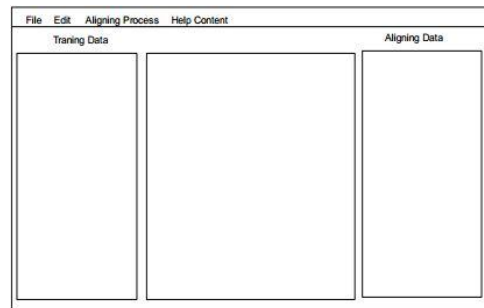 File Edit Aligning Process Help Content
Traning Data
Aligning Data